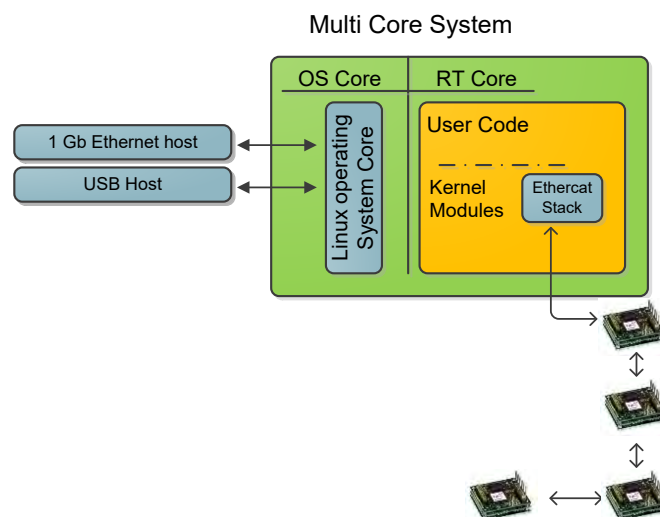 Multi Core System
OS Core
RT Core
1 Gb Ethernet host
USB Host
Linux operating
System Core
User Code
Kernel
Modules
Ethercat
Stack